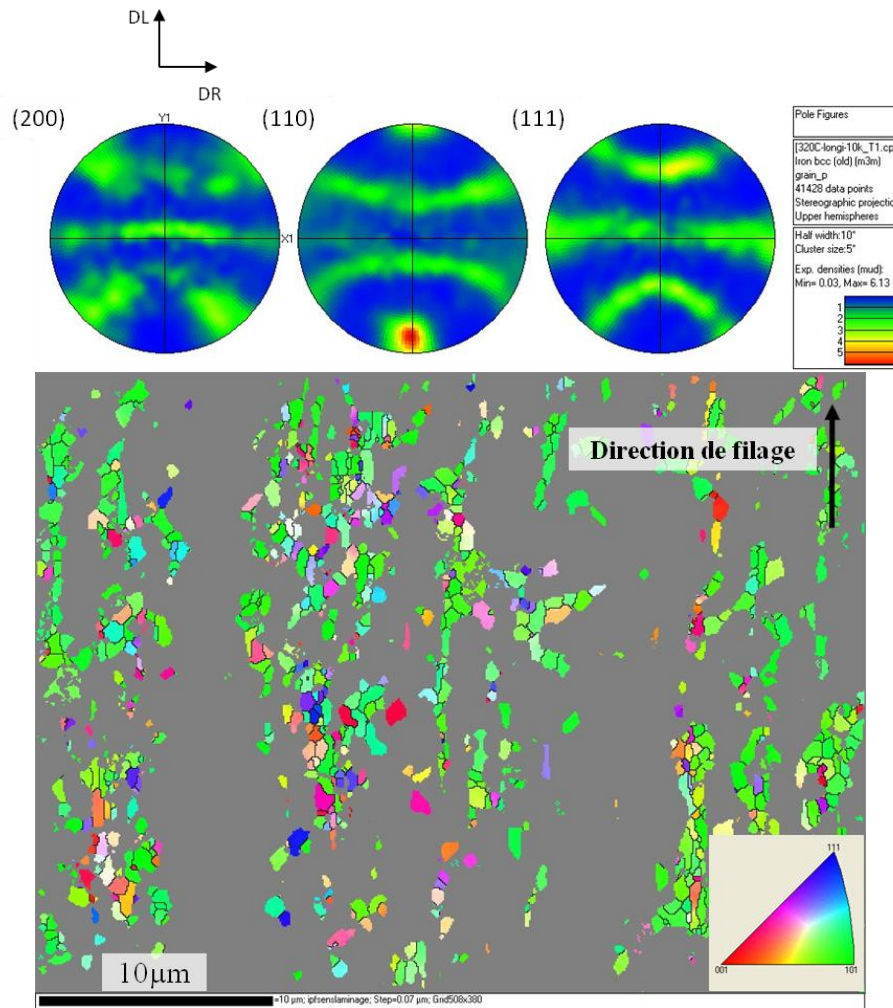 DL
DR
(200)
(110)
(111)
Y1
X1
Pole Figures
[320C-longi-10k_T1.cp
Iron bcc (old) (m3m)
grain_p
41428 data points
Stereographic projectio
Upper hemispheres
Half width:10°
Cluster size:5°
Exp. densities (mud):
Min= 0.03, Max= 6.13
1
2
3
4
5
Direction de filage
111
001
101
10µm
=10 µm; ipfsenslaminage; Step=0.07 µm; Grid508x380